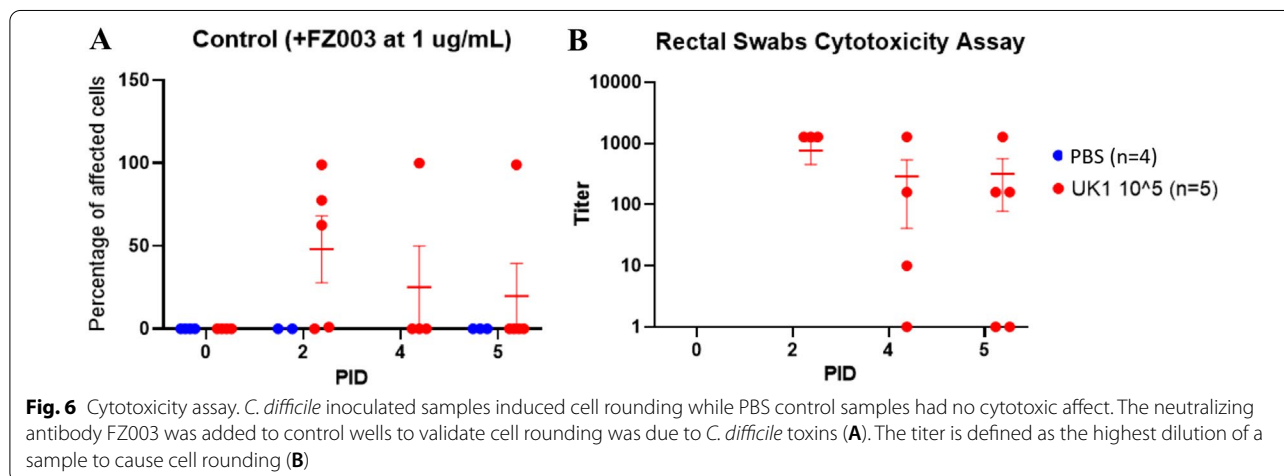 A
Control (+FZ003 at 1 ug/mL)
Percentage of affected cells
150
100
50
0
0 2 4 5
PID
B
Rectal Swabs Cytotoxicity Assay
Titer
10000
1000
100
10
1
0 2 4 5
PID
PBS (n=4)
UK1 10^5 (n=5)
Fig. 6 Cytotoxicity assay. C. difficile inoculated samples induced cell rounding while PBS control samples had no cytotoxic affect. The neutralizing
antibody FZ003 was added to control wells to validate cell rounding was due to C. difficile toxins (A). The titer is defined as the highest dilution of a
sample to cause cell rounding (B)